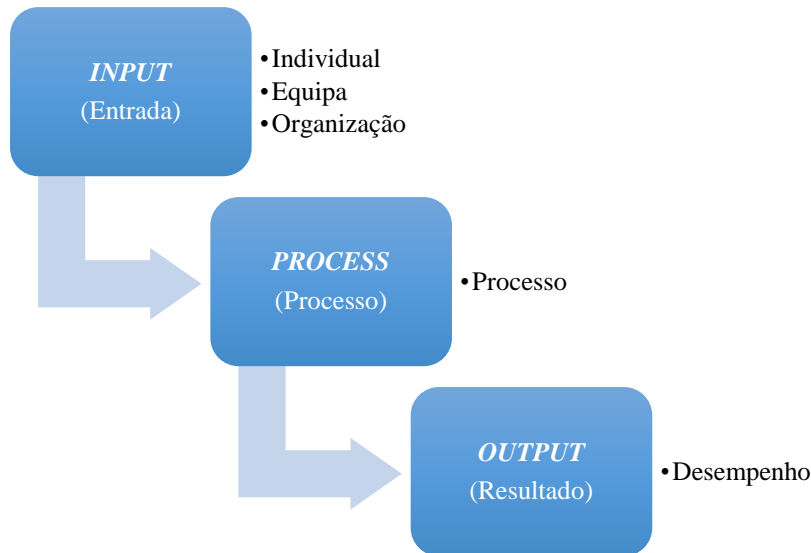 INPUT
(Entrada)
•Individual
•Equipa
•Organização
PROCESS
(Processo)
•Processo
OUTPUT
(Resultado)
•Desempenho